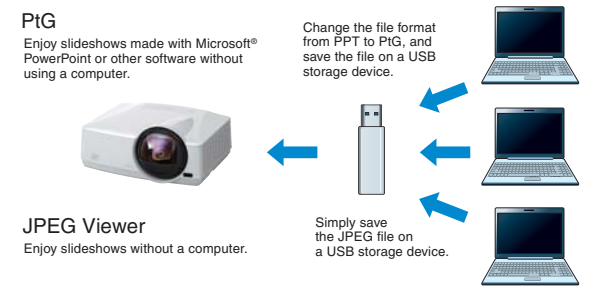 PtG
Enjoy slideshows made with Microsoft®
PowerPoint or other software without
using a computer.
Change the file format
from PPT to PtG, and
save the file on a USB
storage device.
JPEG Viewer
Enjoy slideshows without a computer.
Simply save
the JPEG file on
a USB storage device.